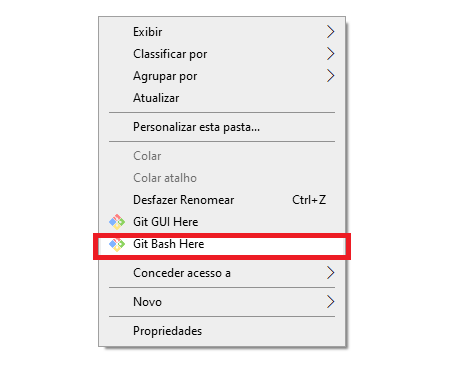 Exibir
Classificar por
Agrupar por
Atualizar
Personalizar esta pasta...
Colar
Colar atalho
Desfazer Renomear Ctrl+Z
Git GUI Here
Git Bash Here
Conceder acesso a
Novo
Propriedades